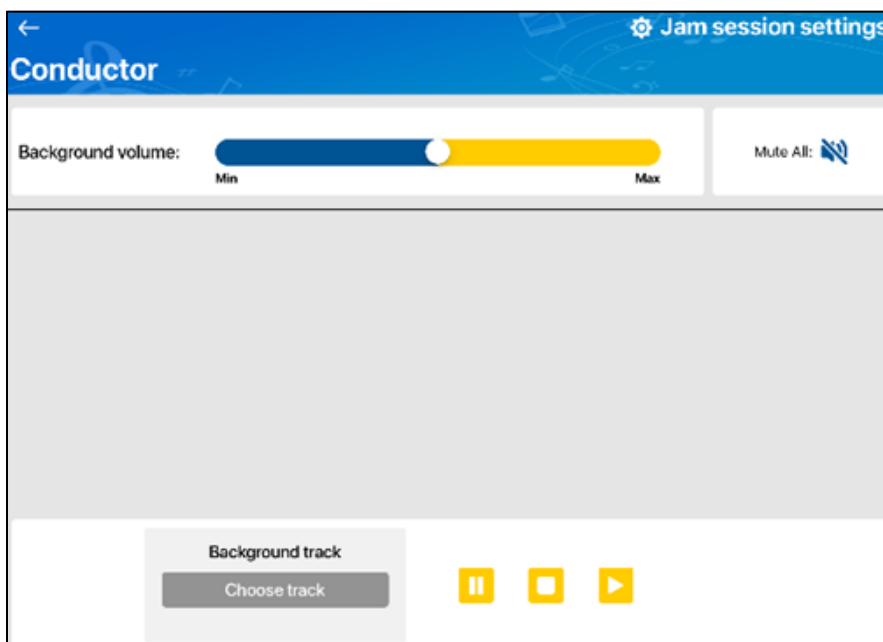 Jam session settings
Conductor
Background volume:
Min
Max
Mute All:
Background track
Choose track